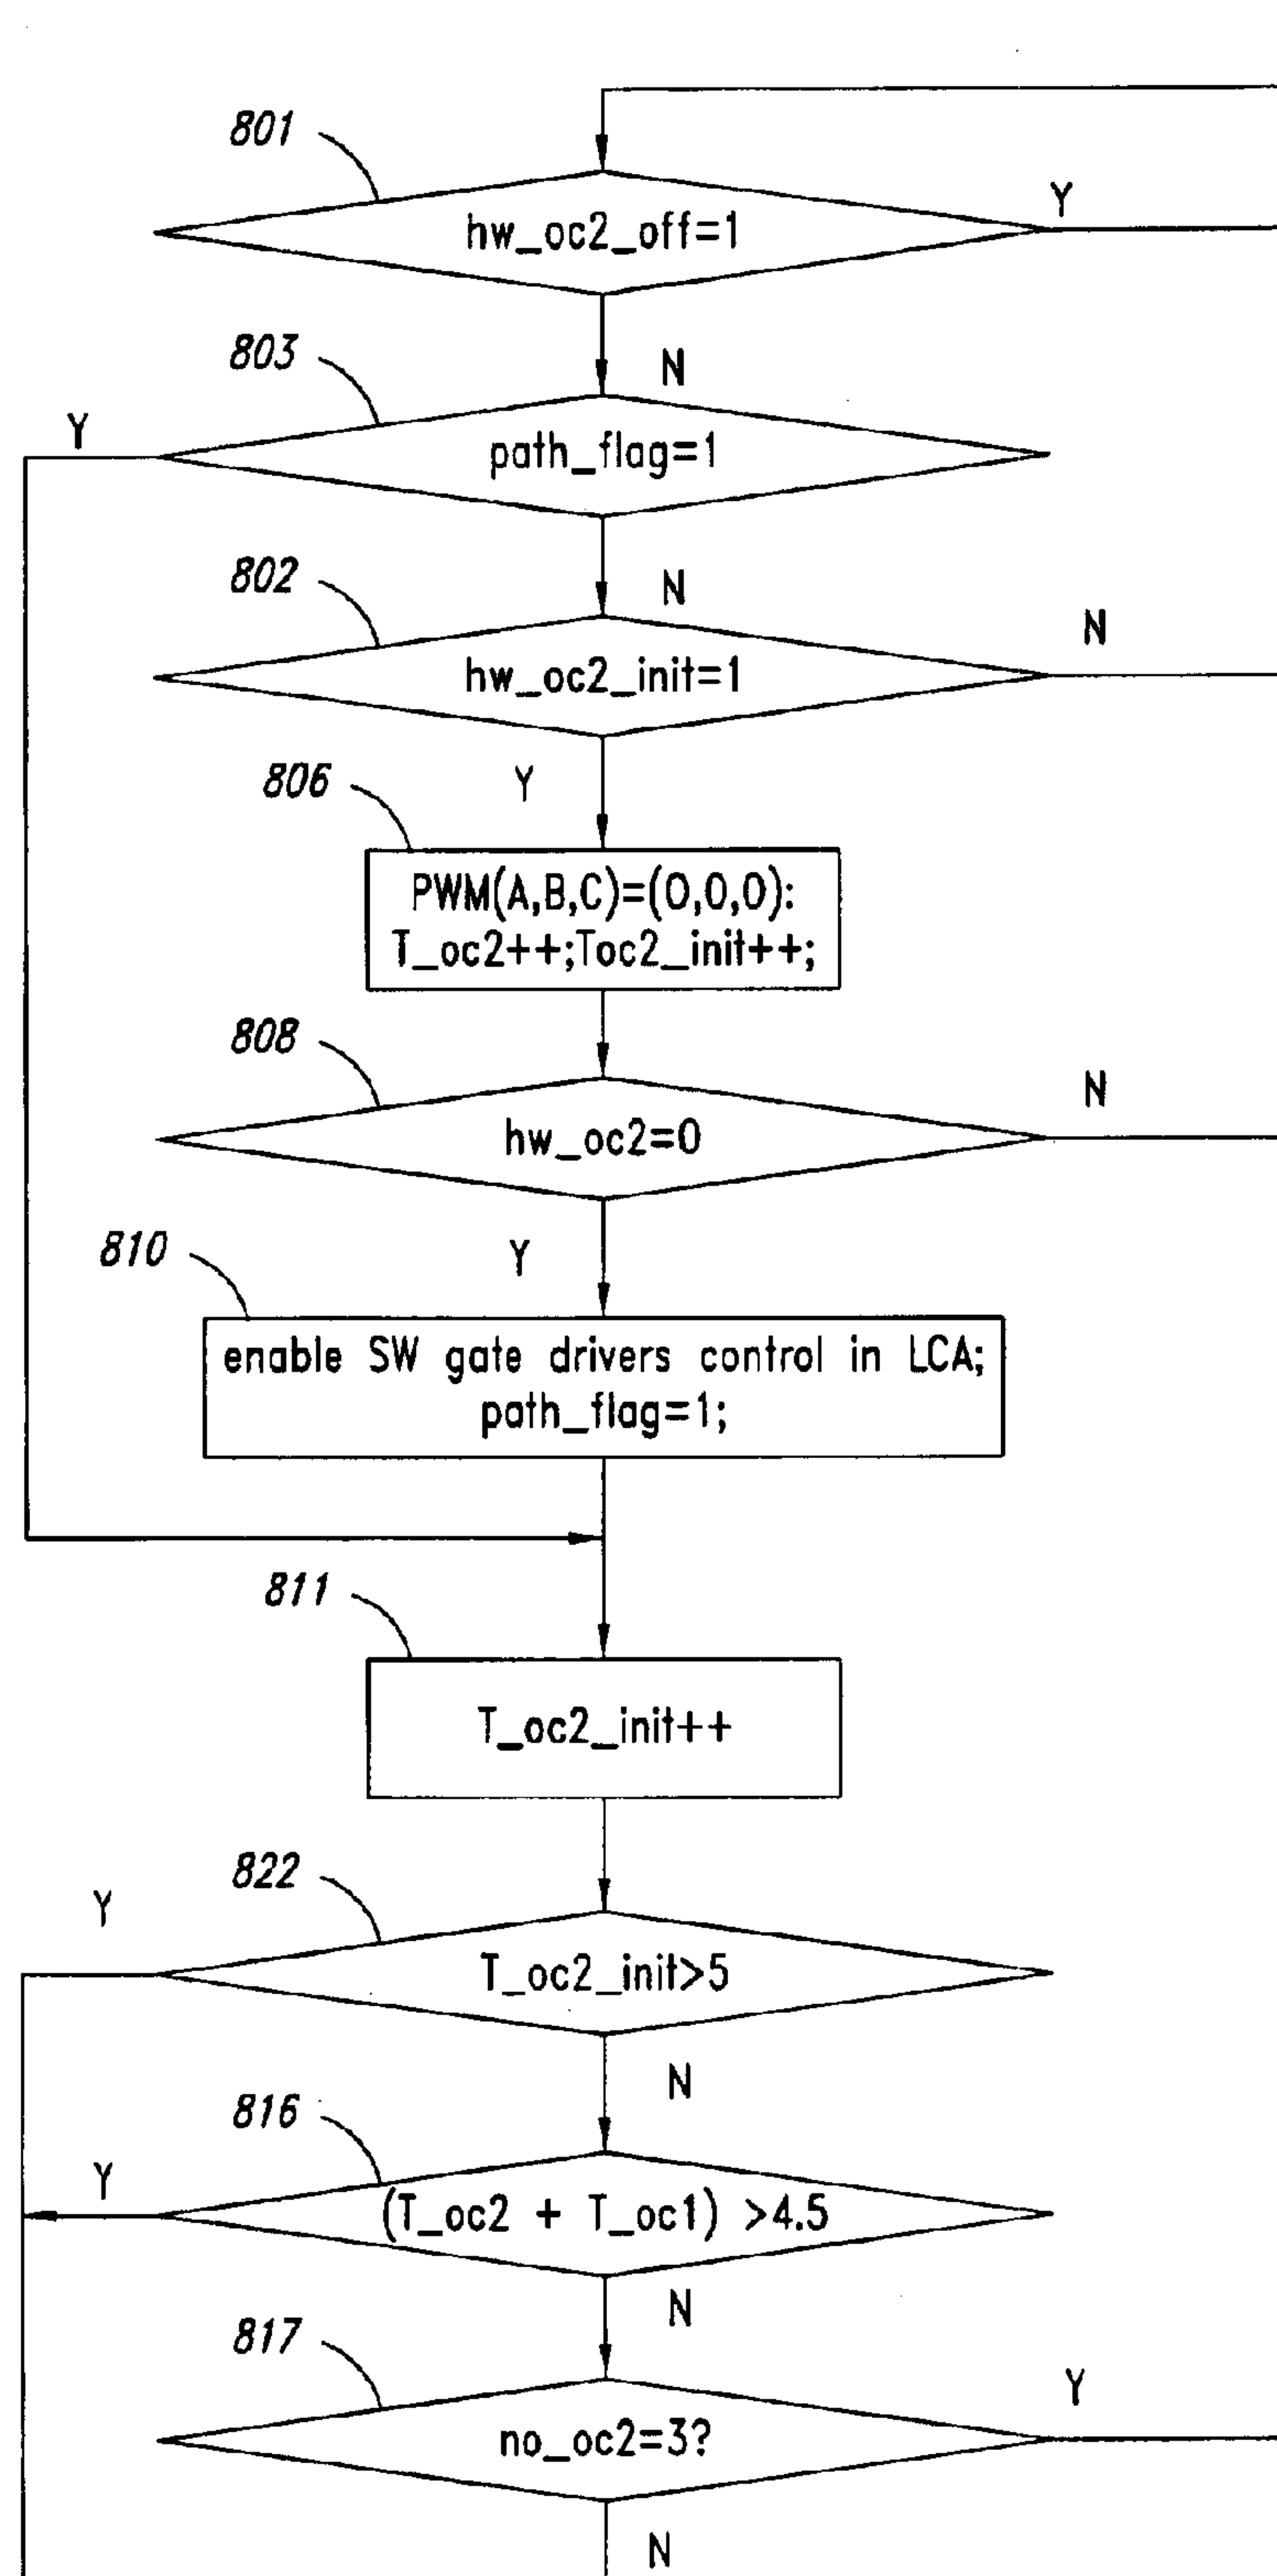 801
hw_oc2_off=1
Y
803
N
Y
path_flag=1
802
N
N
hw_oc2_init=1
806
Y
PWM(A,B,C)=(0,0,0):
T_oc2++;Toc2_init++;
808
N
hw_oc2=0
810
Y
enable SW gate drivers control in LCA;
path_flag=1;
811
T_oc2_init++
822
Y
T_oc2_init>5
N
816
Y
(T_oc2 + T_oc1) >4.5
N
817
Y
no_oc2=3?
N